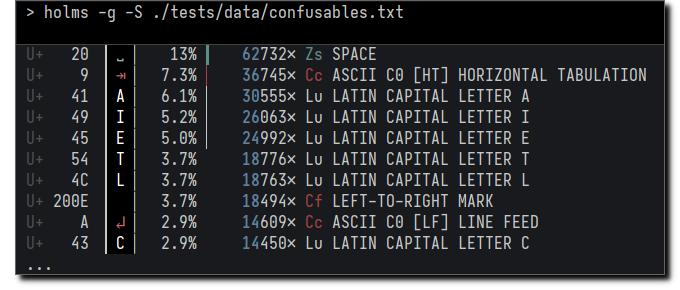 > holms -g -S ./tests/data/confusables.txt
U+ 20 ␣ 13% 62732× Zs SPACE
U+ 9 ⇥ 7.3% 36745× Cc ASCII C0 [HT] HORIZONTAL TABULATION
U+ 41 A 6.1% 30555× Lu LATIN CAPITAL LETTER A
U+ 49 I 5.2% 26063× Lu LATIN CAPITAL LETTER I
U+ 45 E 5.0% 24992× Lu LATIN CAPITAL LETTER E
U+ 54 T 3.7% 18776× Lu LATIN CAPITAL LETTER T
U+ 4C L 3.7% 18763× Lu LATIN CAPITAL LETTER L
U+ 200E 3.7% 18494× Cf LEFT-TO-RIGHT MARK
U+ A ↵ 2.9% 14609× Cc ASCII C0 [LF] LINE FEED
U+ 43 C 2.9% 14450× Lu LATIN CAPITAL LETTER C
...